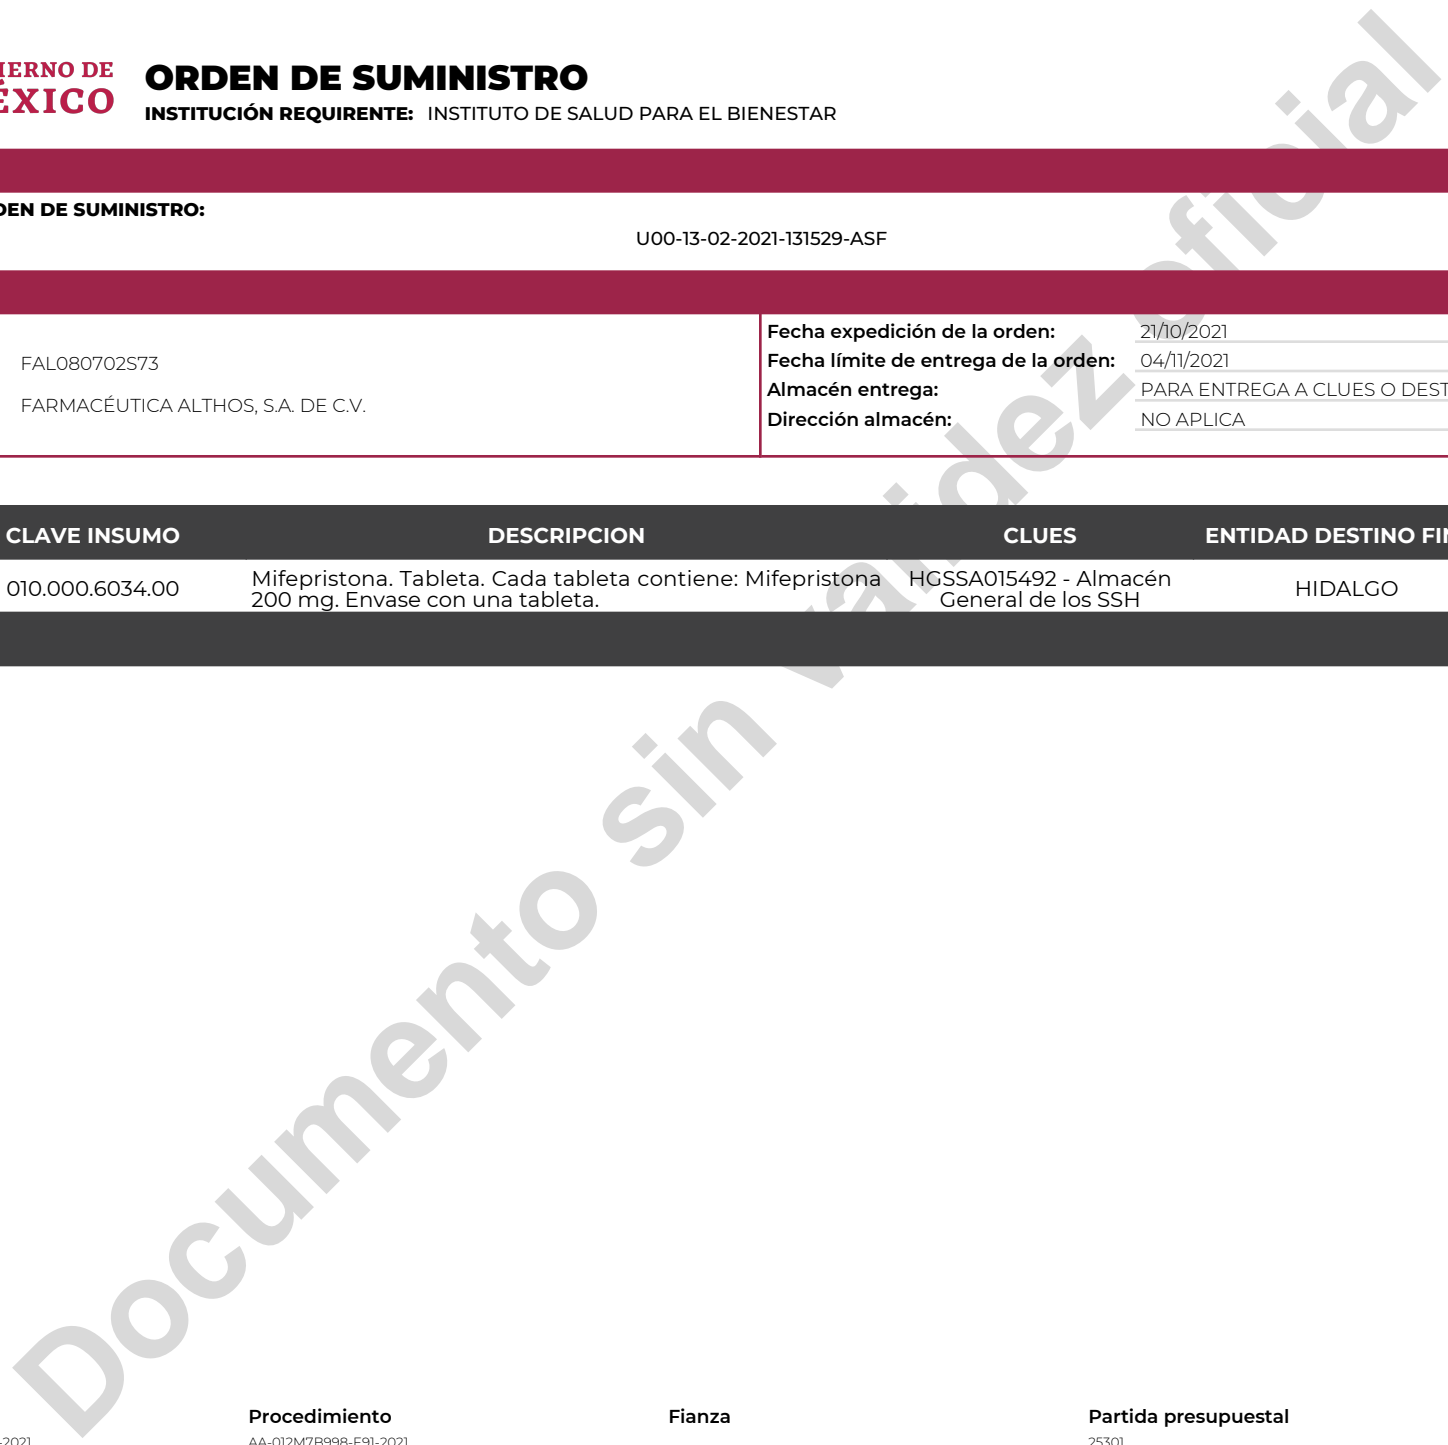 IERNO DE
ÉXICO
ORDEN DE SUMINISTRO
INSTITUCIÓN REQUIRENTE: INSTITUTO DE SALUD PARA EL BIENESTAR
DEN DE SUMINISTRO:
U00-13-02-2021-131529-ASF
FAL080702S73
FARMACÉUTICA ALTHOS, S.A. DE C.V.
Fecha expedición de la orden: 21/10/2021
Fecha límite de entrega de la orden: 04/11/2021
Almacén entrega: PARA ENTREGA A CLUES O DEST
Dirección almacén: NO APLICA
CLAVE INSUMO DESCRIPCION CLUES ENTIDAD DESTINO FIN
010.000.6034.00 Mifepristona. Tableta. Cada tableta contiene: Mifepristona 200 mg. Envase con una tableta. HGSSA015492 - Almacén General de los SSH HIDALGO
Documento sin validez oficial
Procedimiento Fianza Partida presupuestal
-2021 AA-012M7B998-E91-2021 25301